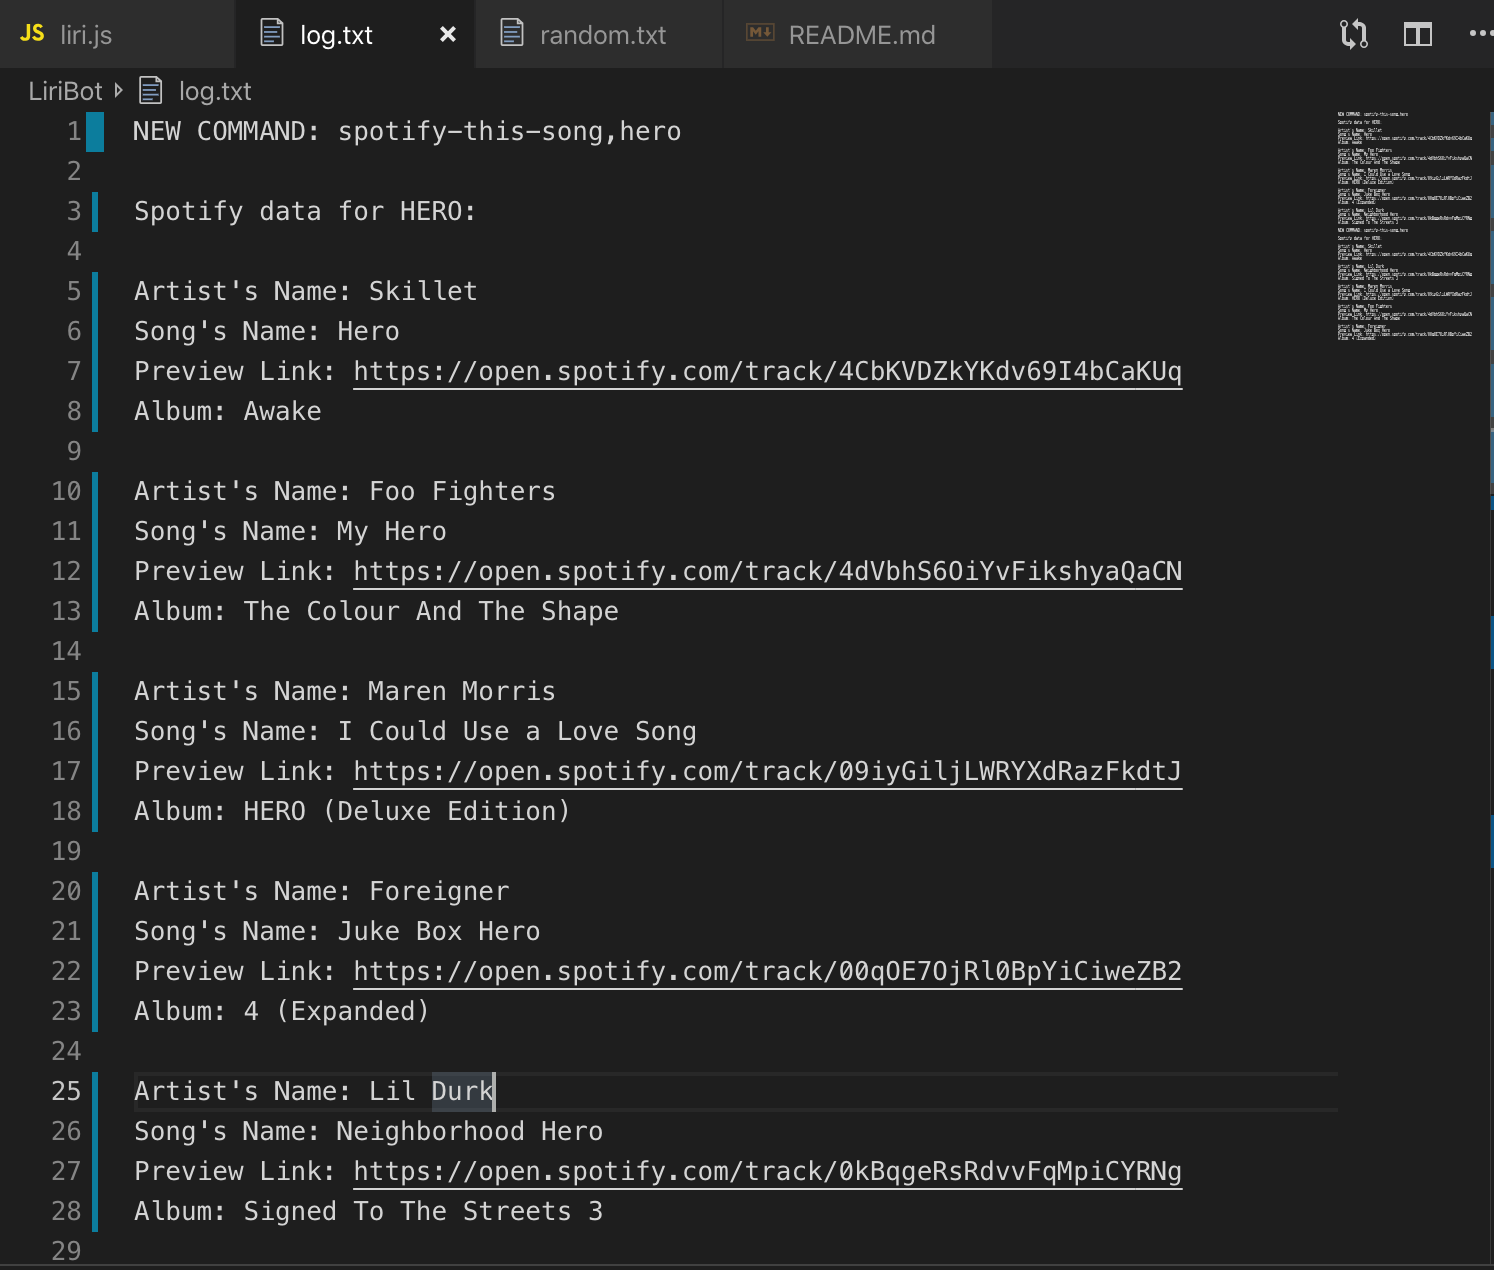 JS liri.js
log.txt
random.txt
README.md
LiriBot
log.txt
1 NEW COMMAND: spotify-this-song,hero
2
3 Spotify data for HERO:
4
5 Artist's Name: Skillet
6 Song's Name: Hero
7 Preview Link: https://open.spotify.com/track/4CbKVDZkYKdv69I4bCaKUq
8 Album: Awake
9
10 Artist's Name: Foo Fighters
11 Song's Name: My Hero
12 Preview Link: https://open.spotify.com/track/4dVbhS6OiYvFikshyaQaCN
13 Album: The Colour And The Shape
14
15 Artist's Name: Maren Morris
16 Song's Name: I Could Use a Love Song
17 Preview Link: https://open.spotify.com/track/09iyGiljLWRYXdRazFkdtJ
18 Album: HERO (Deluxe Edition)
19
20 Artist's Name: Foreigner
21 Song's Name: Juke Box Hero
22 Preview Link: https://open.spotify.com/track/00qOE7OjRl0BpYiCiweZB2
23 Album: 4 (Expanded)
24
25 Artist's Name: Lil Durk
26 Song's Name: Neighborhood Hero
27 Preview Link: https://open.spotify.com/track/0kBqgeRsRdvvFqMpiCYRNg
28 Album: Signed To The Streets 3
29